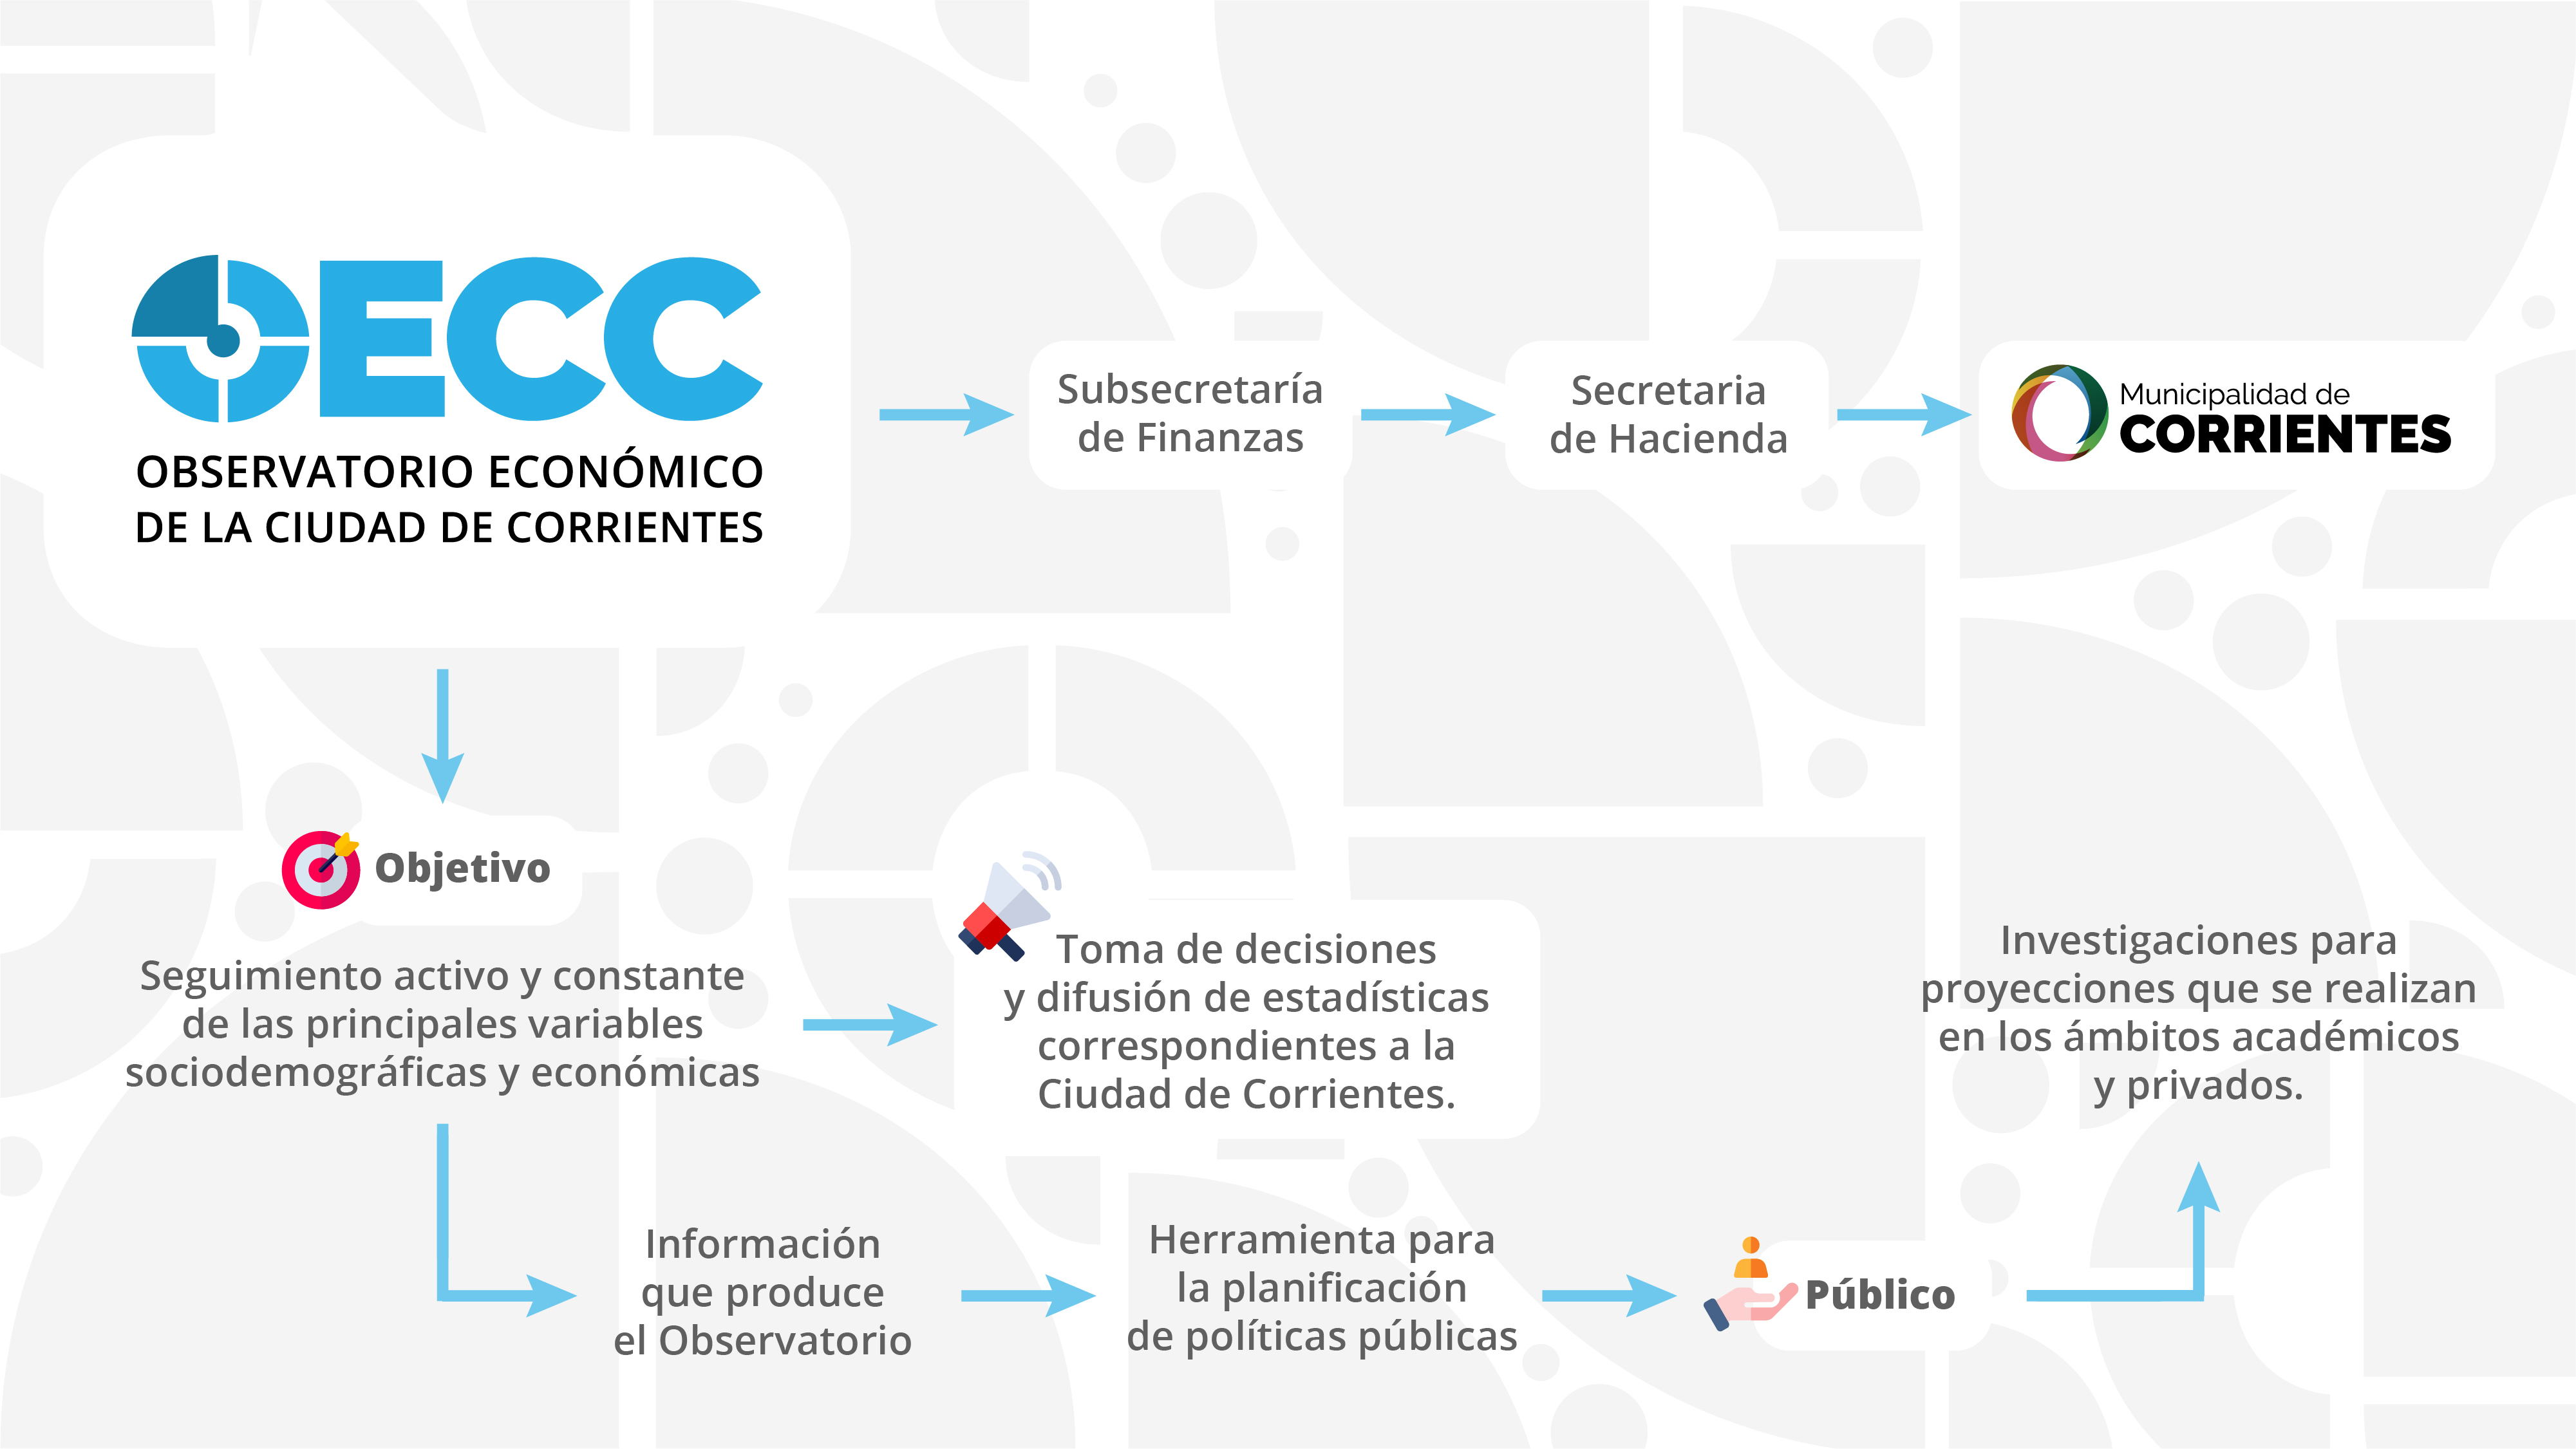 OECC
OBSERVATORIO ECONÓMICO
DE LA CIUDAD DE CORRIENTES
Subsecretaría
de Finanzas
Secretaria
de Hacienda
Municipalidad de
CORRIENTES
Objetivo
Seguimiento activo y constante
de las principales variables
sociodemográficas y económicas
Toma de decisiones
y difusión de estadísticas
correspondientes a la
Ciudad de Corrientes.
Información
que produce
el Observatorio
Herramienta para
la planificación
de políticas públicas
Público
Investigaciones para
proyecciones que se realizan
en los ámbitos académicos
y privados.